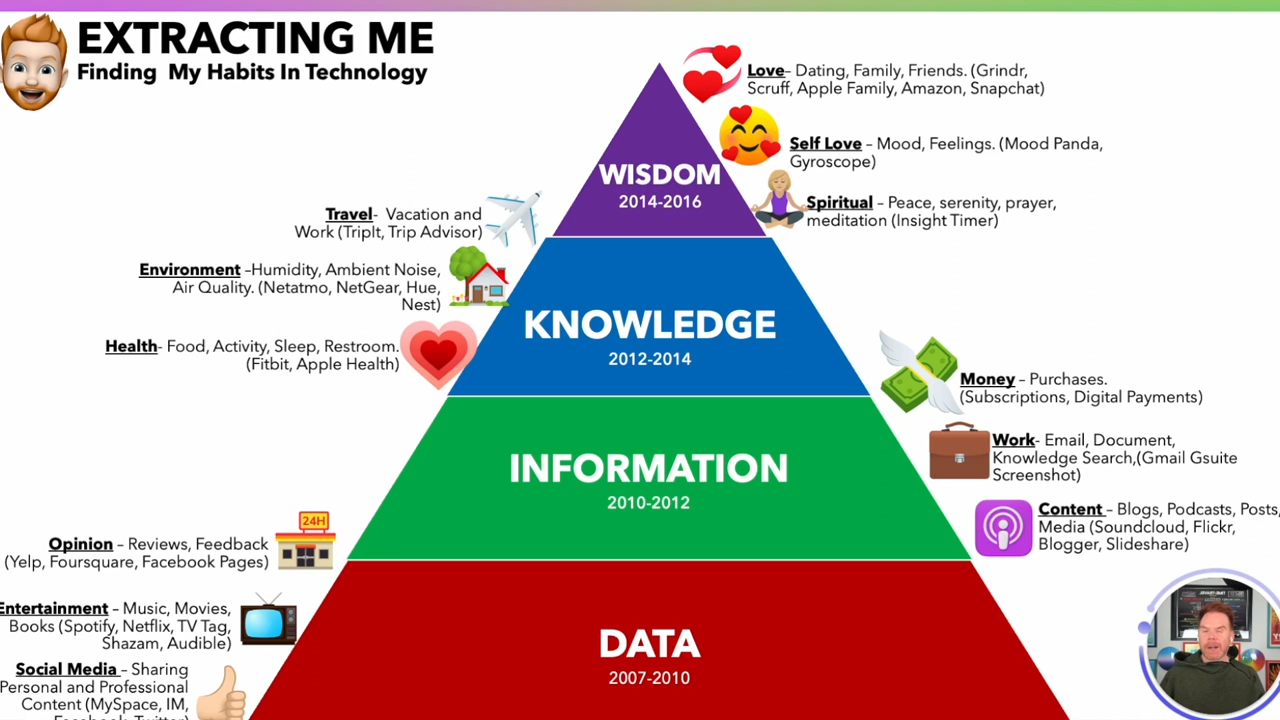 EXTRACTING ME
Finding My Habits In Technology
Love– Dating, Family, Friends. (Grindr,
Scruff, Apple Family, Amazon, Snapchat)
Self Love – Mood, Feelings. (Mood Panda,
Gyroscope)
Spiritual – Peace, serenity, prayer,
meditation (Insight Timer)
WISDOM
2014-2016
Travel- Vacation and
Work (TripIt, Trip Advisor)
Environment –Humidity, Ambient Noise,
Air Quality. (Netatmo, NetGear, Hue,
Nest)
Health- Food, Activity, Sleep, Restroom.
(Fitbit, Apple Health)
KNOWLEDGE
2012-2014
Money – Purchases.
(Subscriptions, Digital Payments)
Work- Email, Document,
Knowledge Search,(Gmail Gsuite
Screenshot)
Content – Blogs, Podcasts, Posts,
Media (Soundcloud, Flickr,
Blogger, Slideshare)
INFORMATION
2010-2012
24H
Opinion – Reviews, Feedback
(Yelp, Foursquare, Facebook Pages)
Entertainment – Music, Movies,
Books (Spotify, Netflix, TV Tag,
Shazam, Audible)
Social Media – Sharing
Personal and Professional
Content (MySpace, IM,
Facebook, Twitter)
DATA
2007-2010